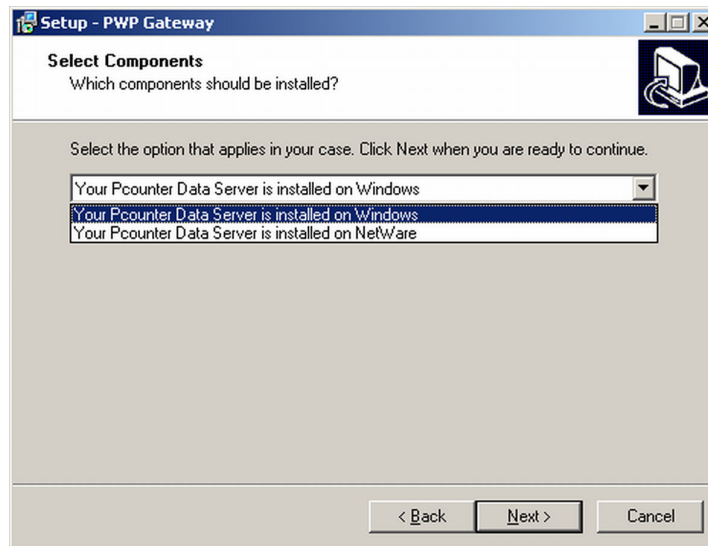 Setup - PWP Gateway
Select Components
Which components should be installed?
Select the option that applies in your case. Click Next when you are ready to continue.
Your Pcounter Data Server is installed on Windows
Your Pcounter Data Server is installed on Windows
Your Pcounter Data Server is installed on NetWare
< Back Next > Cancel